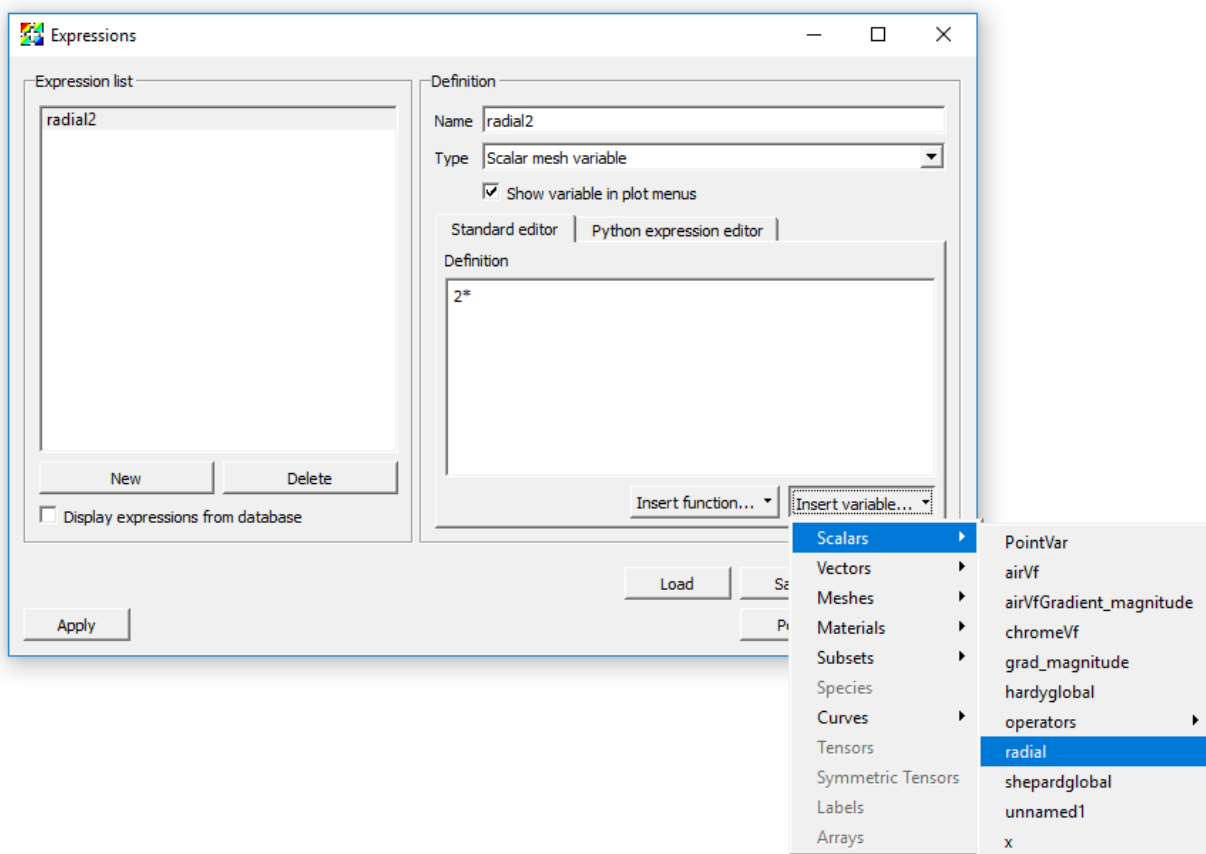 Expressions
Expression list
radial2
New
Delete
Display expressions from database
Definition
Name radial2
Type Scalar mesh variable
Show variable in plot menus
Standard editor
Python expression editor
Definition
2*
Insert function...
Insert variable...
Load
Apply
Scalars
Vectors
Meshes
Materials
Subsets
Species
Curves
Tensors
Symmetric Tensors
Labels
Arrays
PointVar
airVf
airVfGradient_magnitude
chromeVf
grad_magnitude
hardyglobal
operators
radial
shepardglobal
unnamed1
x